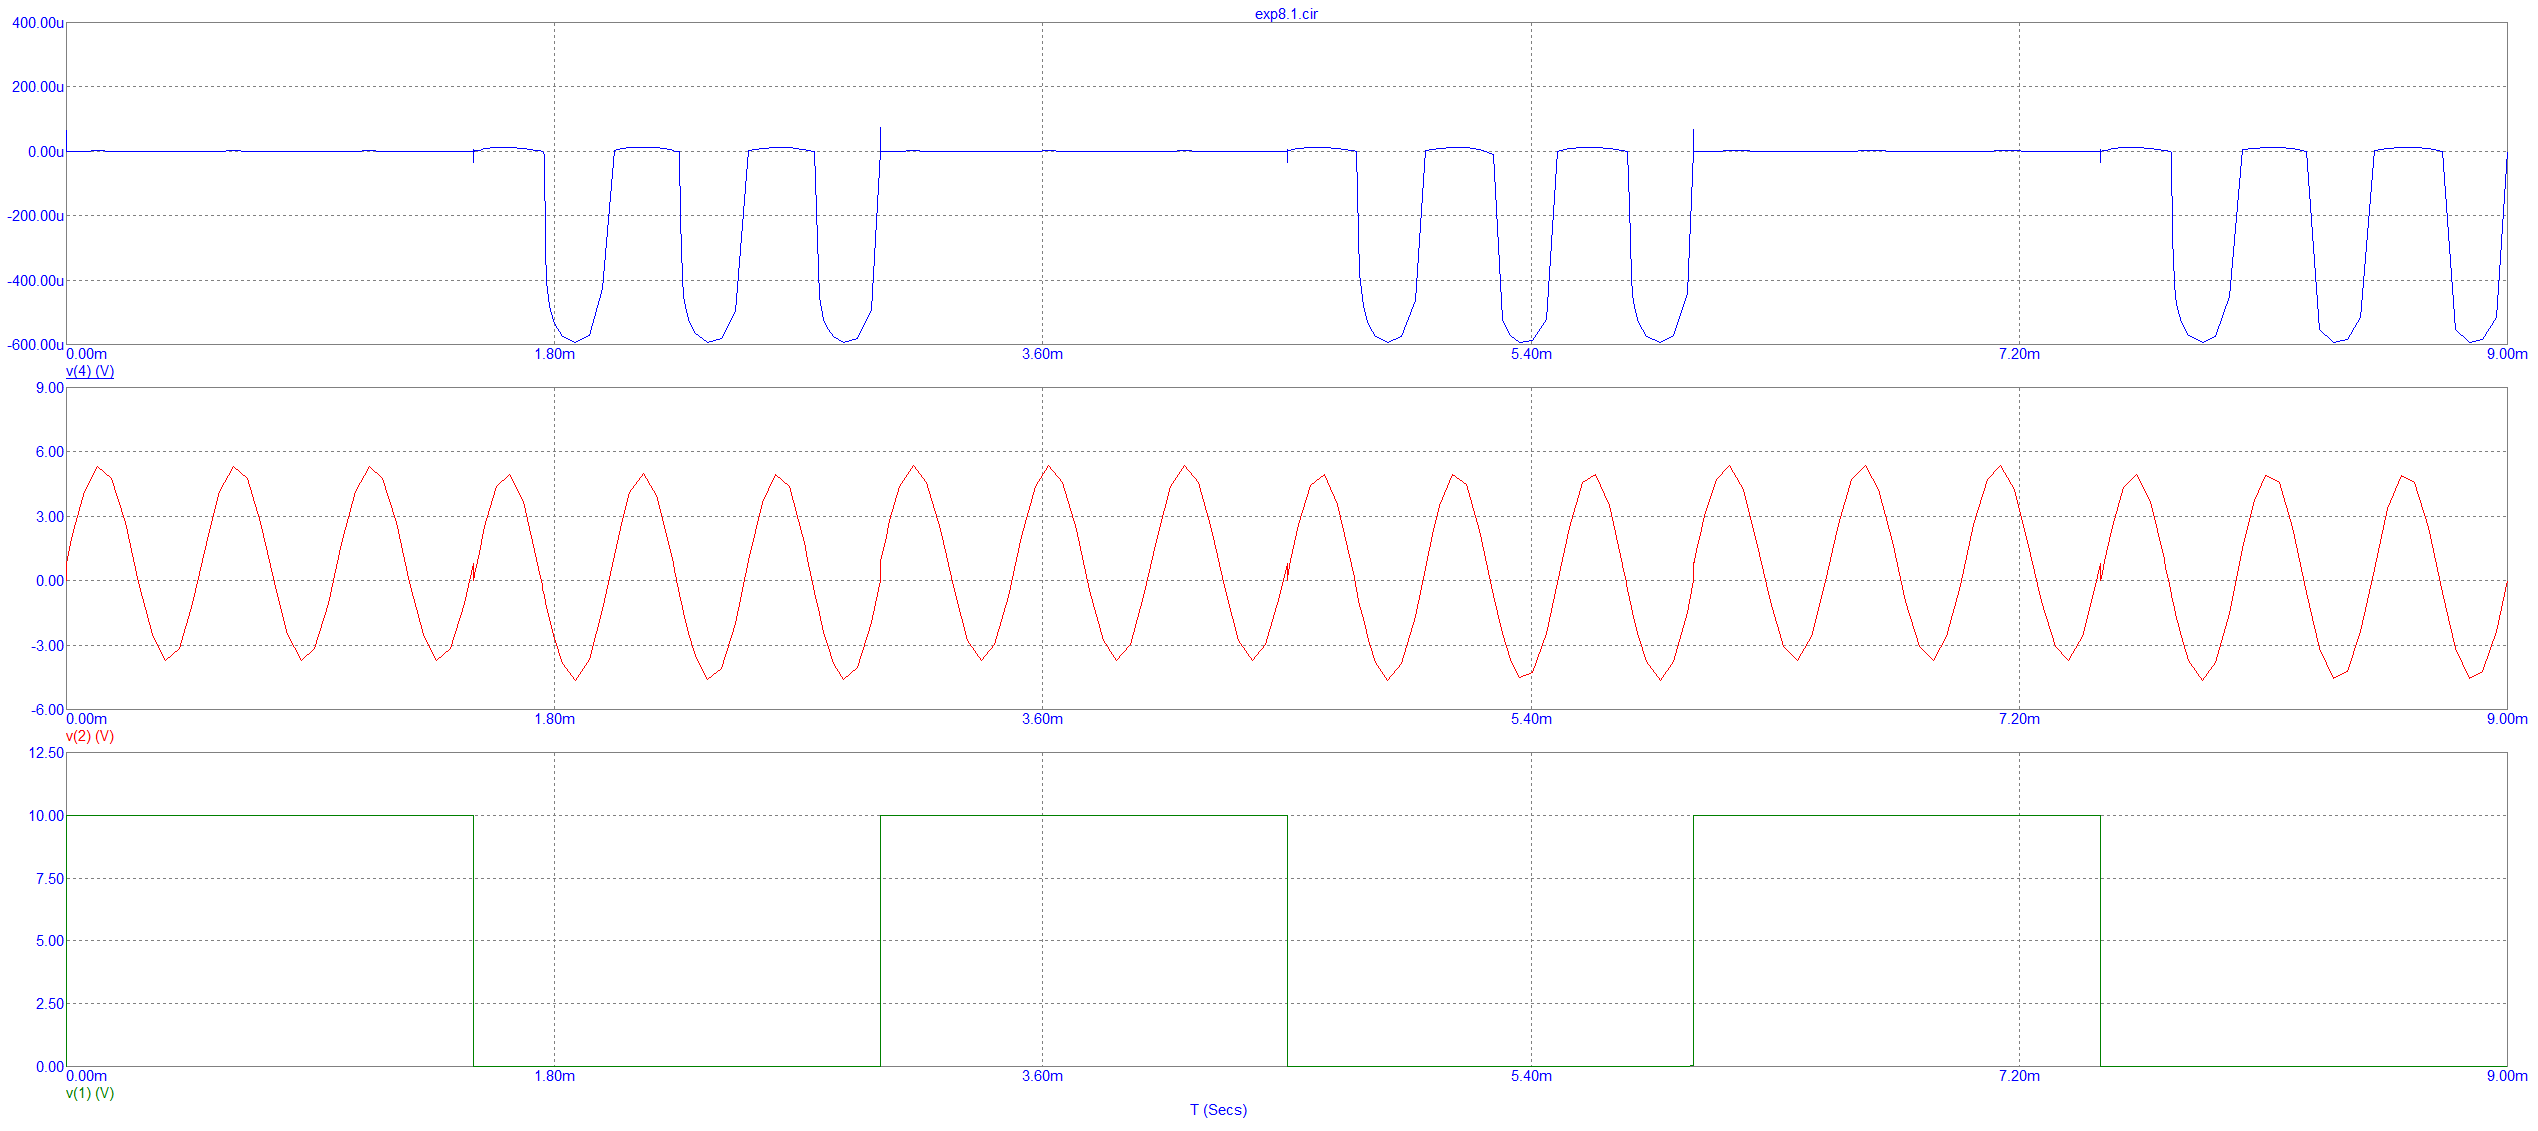 exp8.1.cir
400.00u
200.00u
0.00u
-200.00u
-400.00u
-600.00u
0.00m 1.80m 3.60m 5.40m 7.20m 9.00m
v(4) (V)
9.00
6.00
3.00
0.00
-3.00
-6.00
0.00m 1.80m 3.60m 5.40m 7.20m 9.00m
v(2) (V)
12.50
10.00
7.50
5.00
2.50
0.00
0.00m 1.80m 3.60m 5.40m 7.20m 9.00m
v(1) (V)
T (Secs)